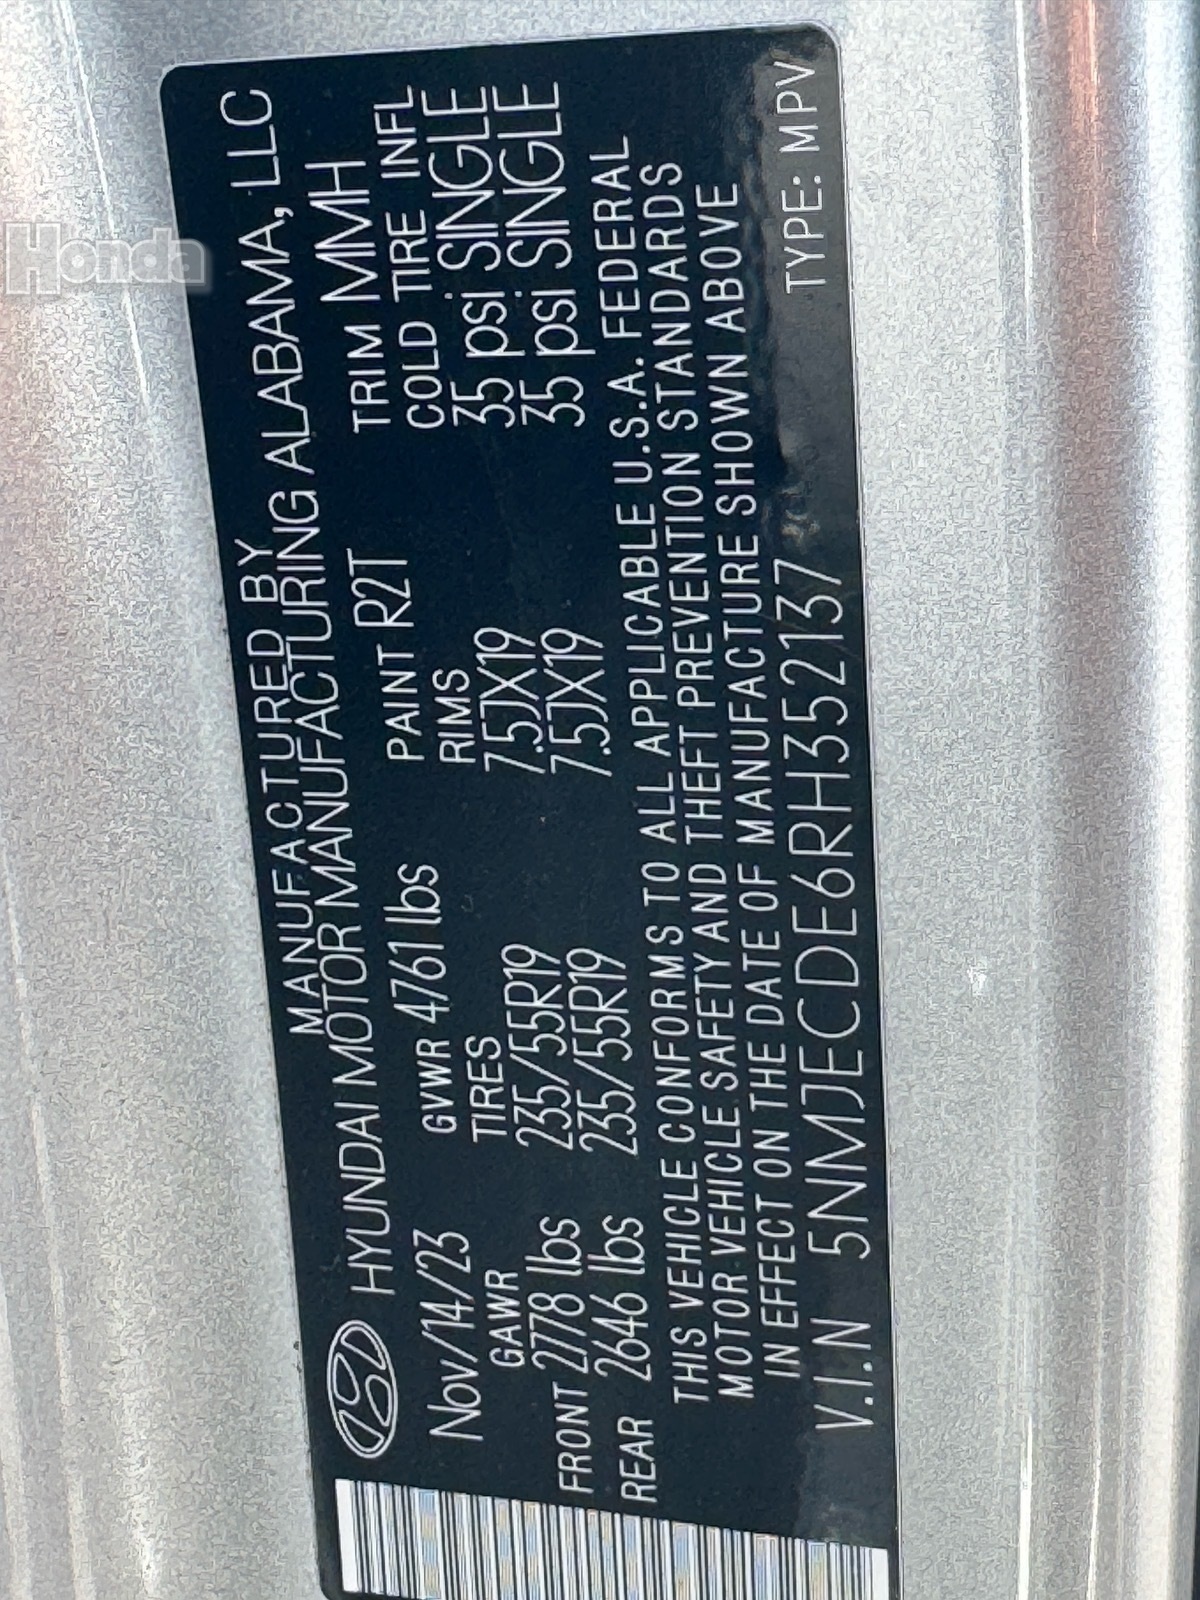 Honda
MANUFACTURED BY
HYUNDAI MOTOR MANUFACTURING ALABAMA, LLC
Nov/14/23 GVWR 4761 lbs PAINT R2T TRIM MMH
GAWR TIRES RIMS COLD TIRE INFL
FRONT 2778 lbs 235/55R19 7.5JX19 35 psi SINGLE
REAR 2646 lbs 235/55R19 7.5JX19 35 psi SINGLE
THIS VEHICLE CONFORMS TO ALL APPLICABLE U.S.A. FEDERAL
MOTOR VEHICLE SAFETY AND THEFT PREVENTION STANDARDS
IN EFFECT ON THE DATE OF MANUFACTURE SHOWN ABOVE
V.I.N 5NMJECDE6RH352137 TYPE: MPV